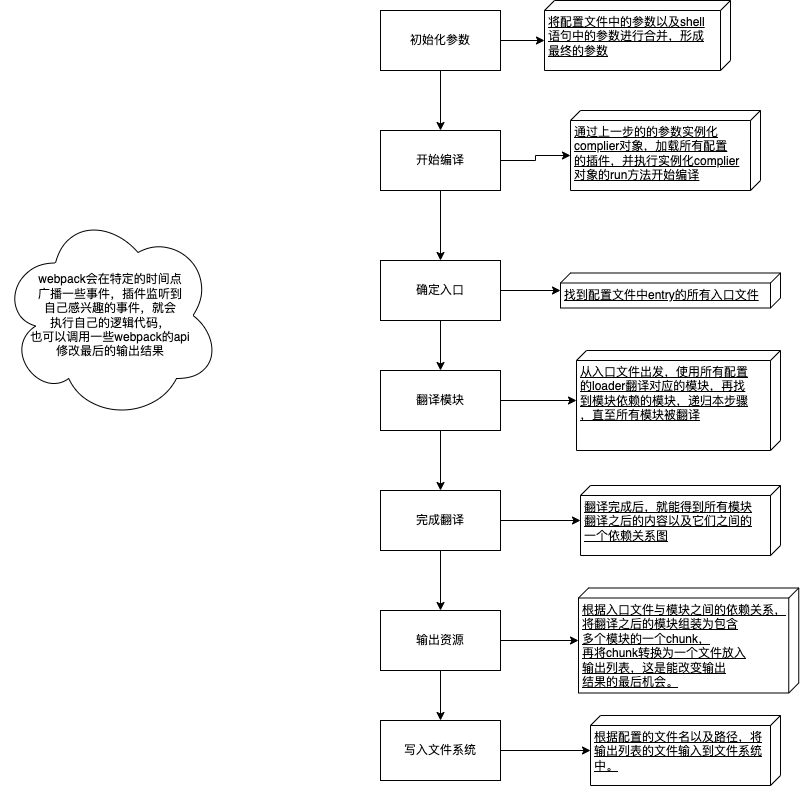 初始化参数
将配置文件中的参数以及shell
语句中的参数进行合并，形成
最终的参数
开始编译
通过上一步的的参数实例化
complier对象，加载所有配置
的插件，并执行实例化complier
对象的run方法开始编译
webpack会在特定的时间点
广播一些事件，插件监听到
自己感兴趣的事件，就会
执行自己的逻辑代码，
也可以调用一些webpack的api
修改最后的输出结果
确定入口
找到配置文件中entry的所有入口文件
翻译模块
从入口文件出发，使用所有配置
的loader翻译对应的模块，再找
到模块依赖的模块，递归本步骤
，直至所有模块被翻译
完成翻译
翻译完成后，就能得到所有模块
翻译之后的内容以及它们之间的
一个依赖关系图
输出资源
根据入口文件与模块之间的依赖关系，
将翻译之后的模块组装为包含
多个模块的一个chunk，
再将chunk转换为一个文件放入
输出列表，这是能改变输出
结果的最后机会。
写入文件系统
根据配置的文件名以及路径，将
输出列表的文件输入到文件系统
中。